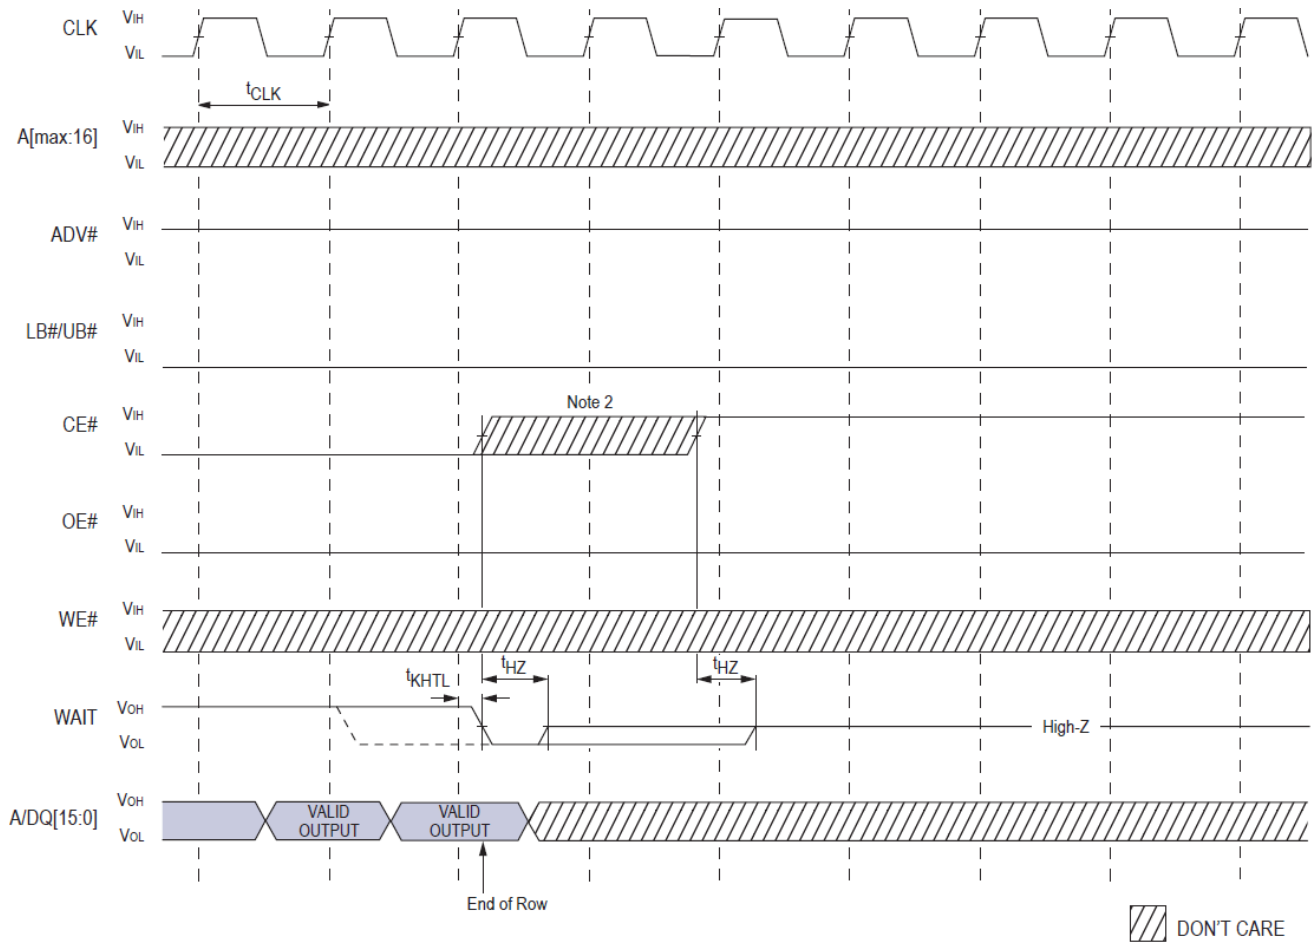 CLK VIH
VIL
tCLK
A[max:16] VIH
VIL
ADV# VIH
VIL
LB#/UB# VIH
VIL
Note 2
CE# VIH
VIL
OE# VIH
VIL
WE# VIH
VIL
tKHTL tHZ tHZ
WAIT VOH
VOL
High-Z
A/DQ[15:0] VOH
VOL
VALID OUTPUT
VALID OUTPUT
End of Row
DON'T CARE